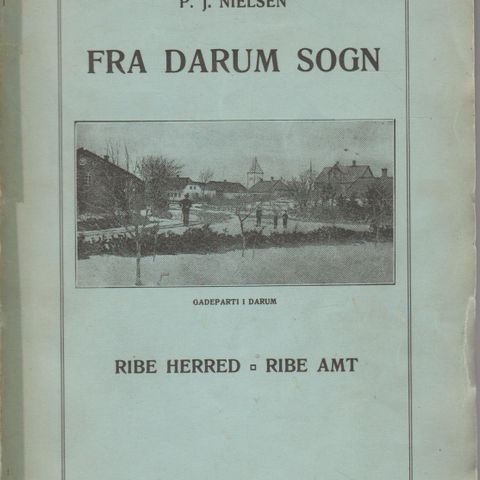 P. J. NIELSEN
FRA DARUM SOGN
GADEPARTI I DARUM
RIBE HERRED ▫ RIBE AMT